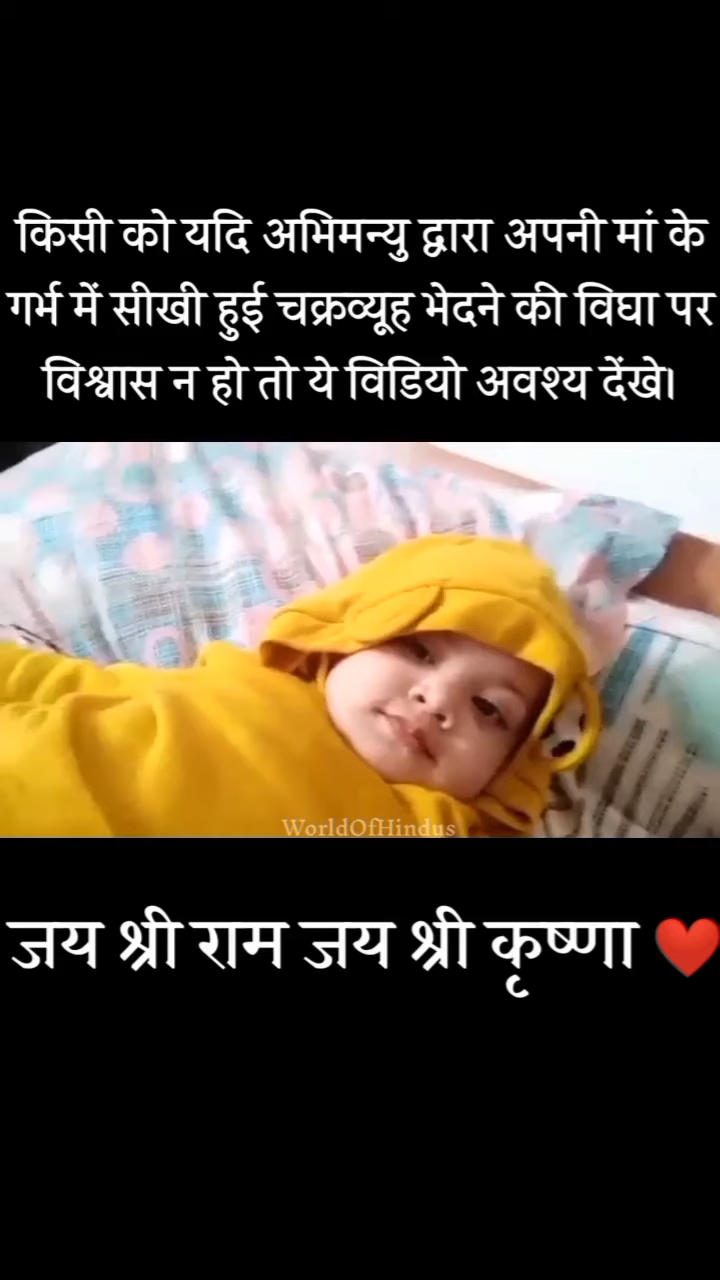 किसी को यदि अभिमन्यु द्वारा अपनी मां के
गर्भ में सीखी हुई चक्रव्यूह भेदने की विघा पर
विश्वास न हो तो ये विडियो अवश्य देंखे।
WorldOfHindus
जय श्री राम जय श्री कृष्णा ❤️